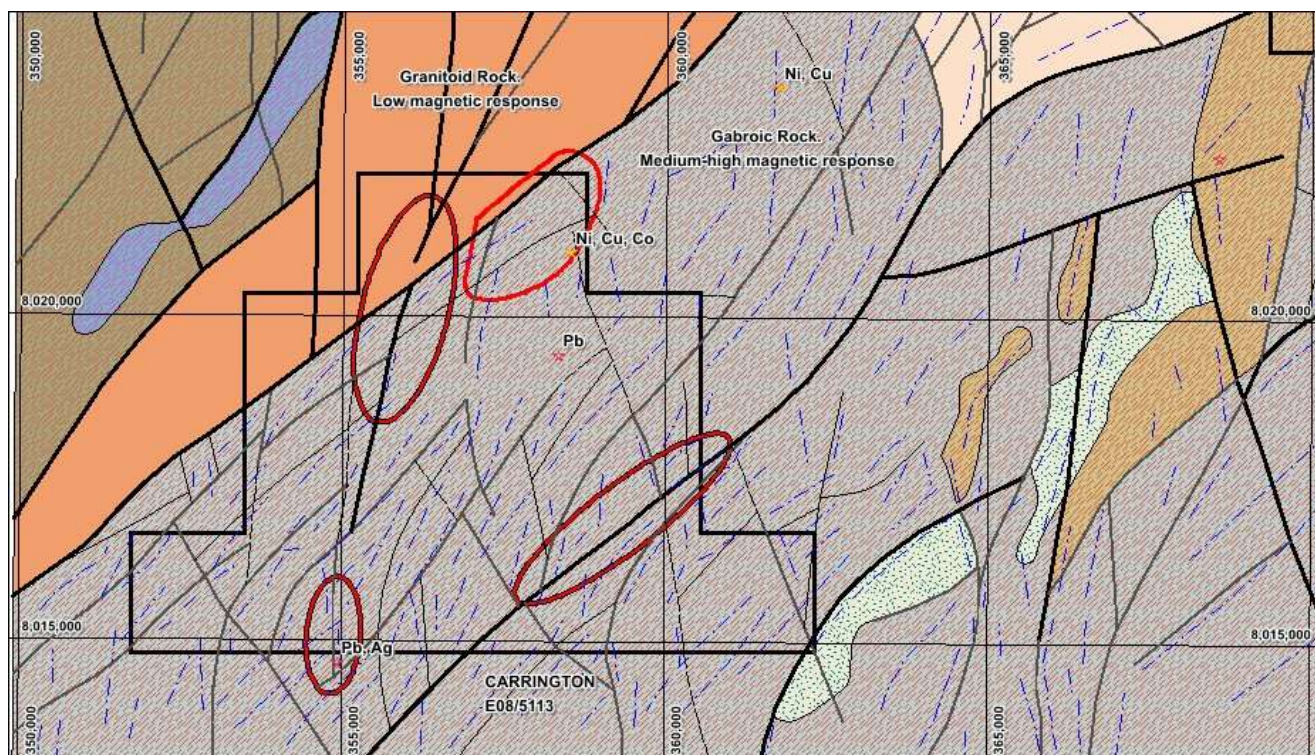 350,000
355,000
360,000
365,000
Granitoid Rock.
Low magnetic response
Ni, Cu
Gabroic Rock.
Medium-high magnetic response
Ni, Cu, Co
8,020,000
8,020,000
Pb
8,015,000
8,015,000
Pb, Ag
CARRINGTON
E08/5113
350,000
355,000
360,000
365,000